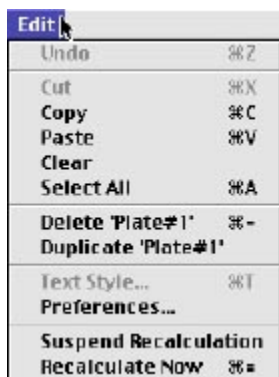 Edit
Undo ⌘Z
Cut ⌘X
Copy ⌘C
Paste ⌘V
Clear
Select All ⌘A
Delete 'Plate#1' ⌘-
Duplicate 'Plate#1'
Text Style... ⌘T
Preferences...
Suspend Recalculation
Recalculate Now ⌘=